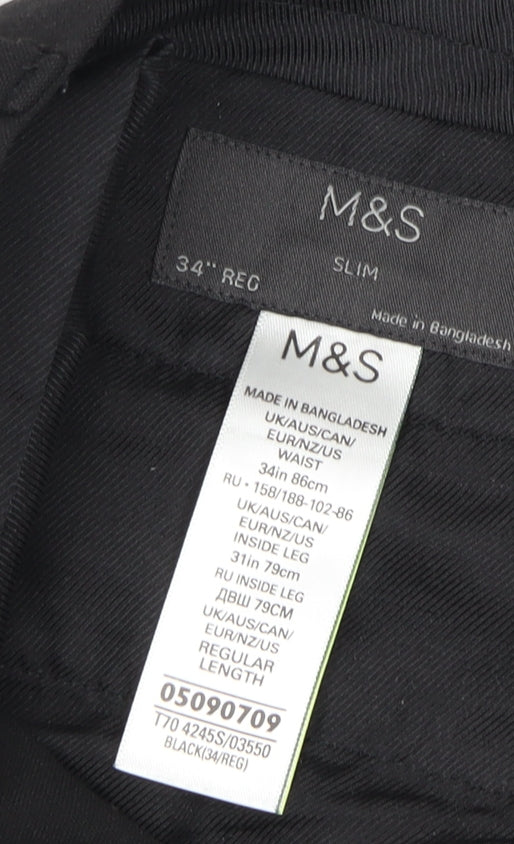 M&S
SLIM
34" REG
Made in Bangladesh
M&S
MADE IN BANGLADESH
UK/AUS/CAN/
EUR/NZ/US
WAIST
34in 86cm
RU • 158/188-102-86
UK/AUS/CAN/
EUR/NZ/US
INSIDE LEG
31in 79cm
RU INSIDE LEG
ДВШ 79СМ
UK/AUS/CAN/
EUR/NZ/US
REGULAR
LENGTH
05090709
T70 4245S/03550
BLACK(34/REG)